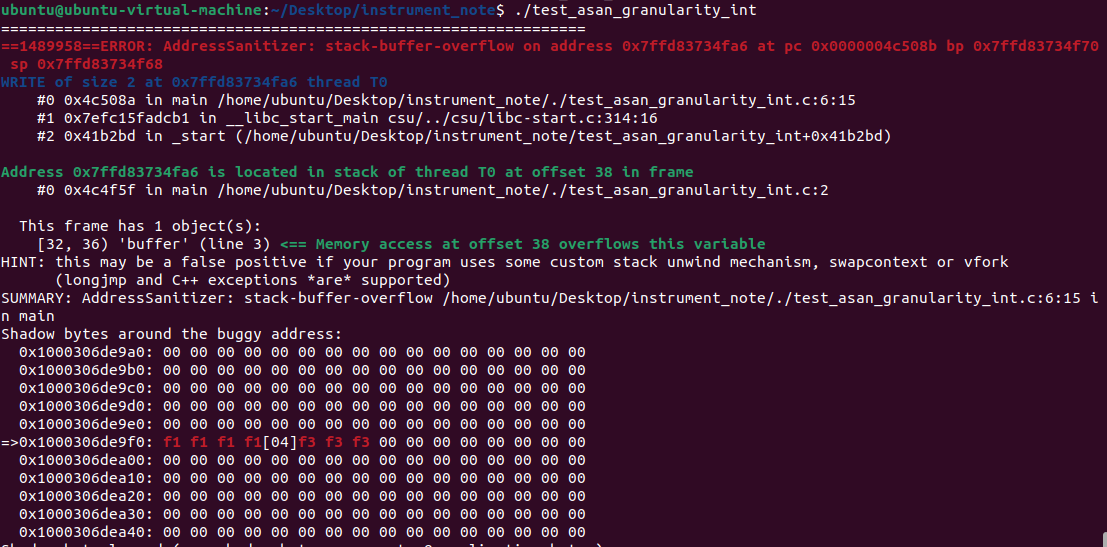 ubuntu@ubuntu-virtual-machine:~/Desktop/instrument_note$ ./test_asan_granularity_int
=================================================================
==1489958==ERROR: AddressSanitizer: stack-buffer-overflow on address 0x7ffd83734fa6 at pc 0x0000004c508b bp 0x7ffd83734f70
 sp 0x7ffd83734f68
WRITE of size 2 at 0x7ffd83734fa6 thread T0
    #0 0x4c508a in main /home/ubuntu/Desktop/instrument_note/./test_asan_granularity_int.c:6:15
    #1 0x7efc15fadcb1 in __libc_start_main csu/../csu/libc-start.c:314:16
    #2 0x41b2bd in _start (/home/ubuntu/Desktop/instrument_note/test_asan_granularity_int+0x41b2bd)
Address 0x7ffd83734fa6 is located in stack of thread T0 at offset 38 in frame
    #0 0x4c4f5f in main /home/ubuntu/Desktop/instrument_note/./test_asan_granularity_int.c:2
  This frame has 1 object(s):
    [32, 36) 'buffer' (line 3) <== Memory access at offset 38 overflows this variable
HINT: this may be a false positive if your program uses some custom stack unwind mechanism, swapcontext or vfork
      (longjmp and C++ exceptions *are* supported)
SUMMARY: AddressSanitizer: stack-buffer-overflow /home/ubuntu/Desktop/instrument_note/./test_asan_granularity_int.c:6:15 i
n main
Shadow bytes around the buggy address:
  0x1000306de9a0: 00 00 00 00 00 00 00 00 00 00 00 00 00 00 00 00
  0x1000306de9b0: 00 00 00 00 00 00 00 00 00 00 00 00 00 00 00 00
  0x1000306de9c0: 00 00 00 00 00 00 00 00 00 00 00 00 00 00 00 00
  0x1000306de9d0: 00 00 00 00 00 00 00 00 00 00 00 00 00 00 00 00
  0x1000306de9e0: 00 00 00 00 00 00 00 00 00 00 00 00 00 00 00 00
=>0x1000306de9f0: f1 f1 f1 f1[04]f3 f3 f3 00 00 00 00 00 00 00 00
  0x1000306dea00: 00 00 00 00 00 00 00 00 00 00 00 00 00 00 00 00
  0x1000306dea10: 00 00 00 00 00 00 00 00 00 00 00 00 00 00 00 00
  0x1000306dea20: 00 00 00 00 00 00 00 00 00 00 00 00 00 00 00 00
  0x1000306dea30: 00 00 00 00 00 00 00 00 00 00 00 00 00 00 00 00
  0x1000306dea40: 00 00 00 00 00 00 00 00 00 00 00 00 00 00 00 00